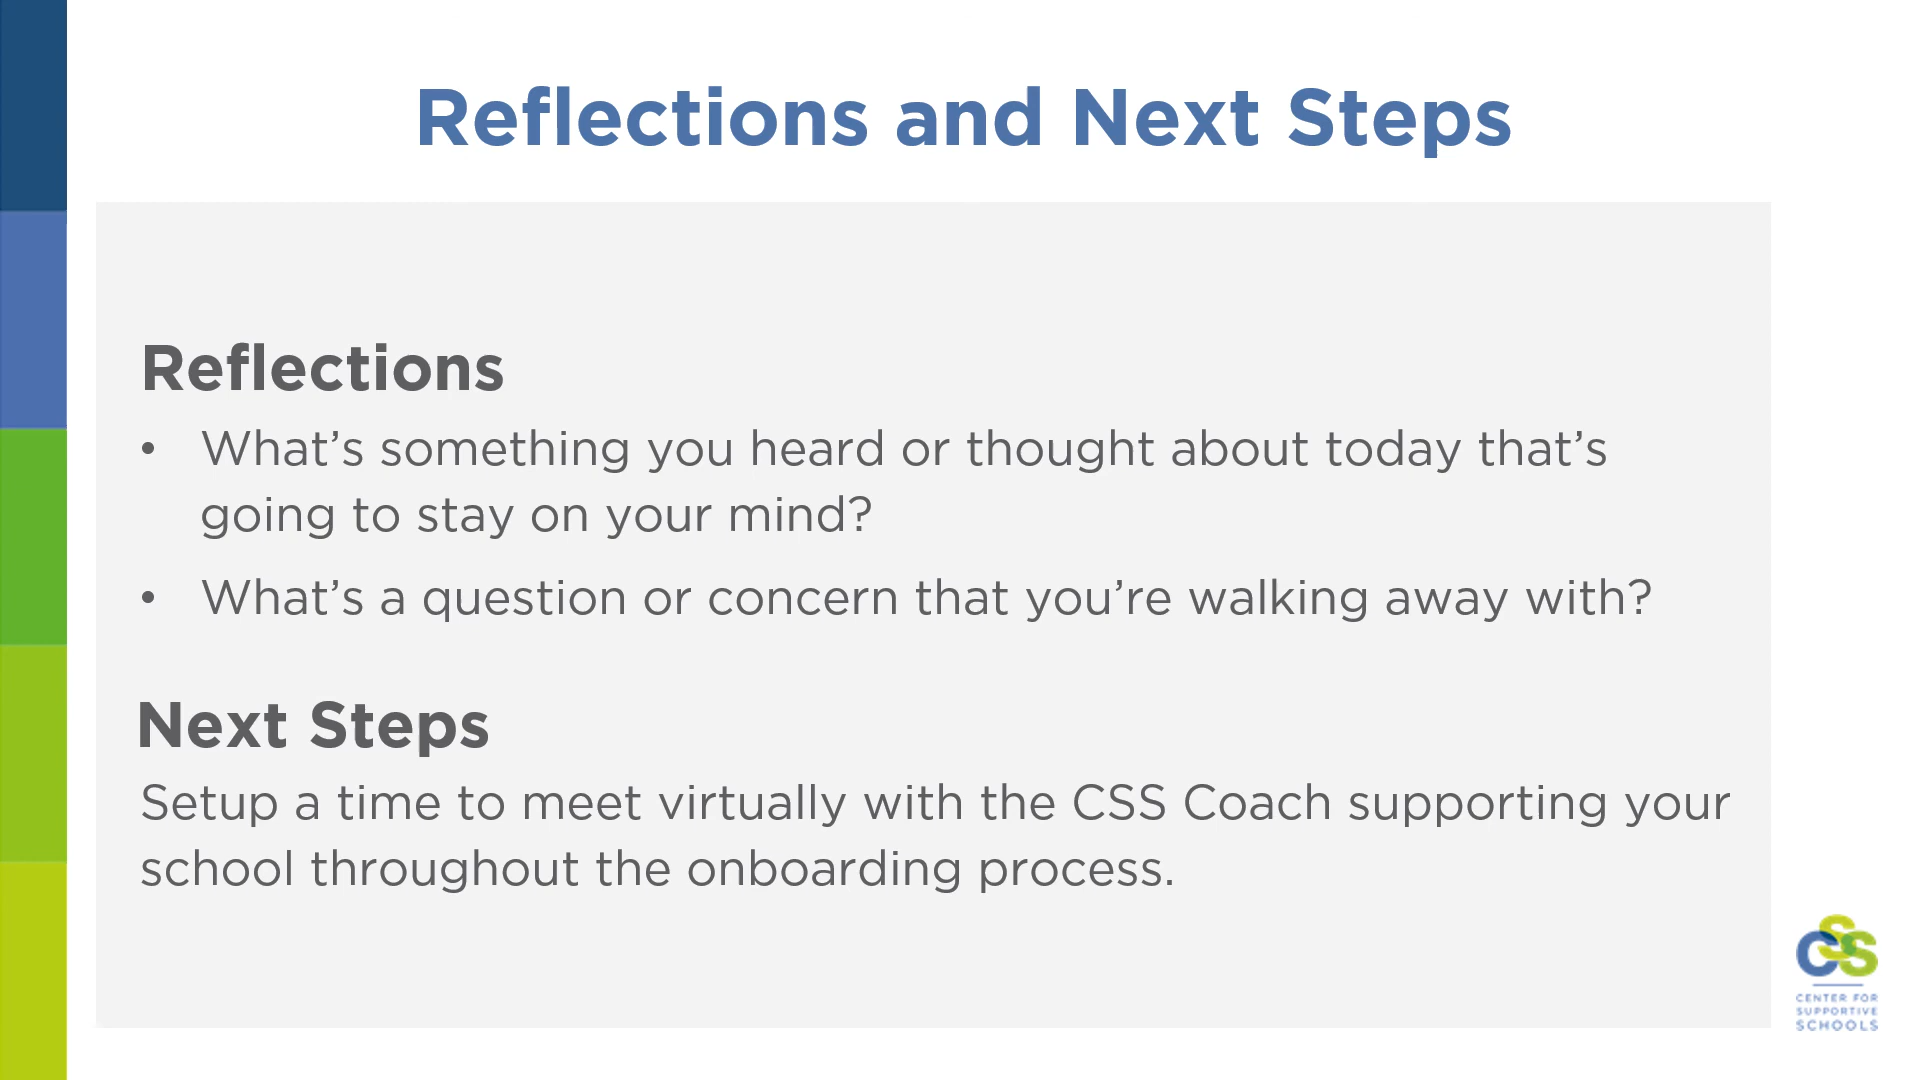 Reflections and Next Steps
Reflections
• What’s something you heard or thought about today that’s
going to stay on your mind?
• What’s a question or concern that you’re walking away with?
Next Steps
Setup a time to meet virtually with the CSS Coach supporting your
school throughout the onboarding process.
CSS
CENTER FOR
SUPPORTIVE
SCHOOLS